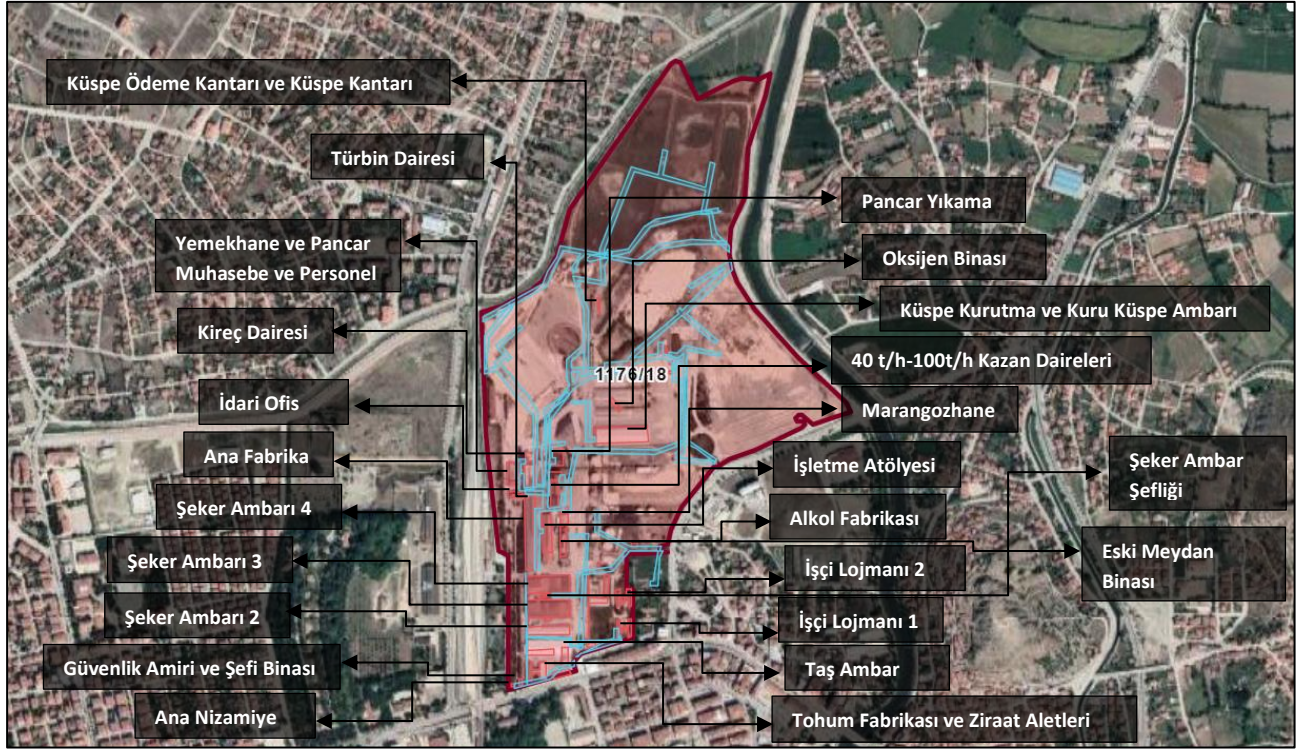 Küspe Ödeme Kantarı ve Küspe Kantarı
Türbin Dairesi
Yemekhane ve Pancar
Muhasebe ve Personel
Kireç Dairesi
İdari Ofis
Ana Fabrika
Şeker Ambarı 4
Şeker Ambarı 3
Şeker Ambarı 2
Güvenlik Amiri ve Şefi Binası
Ana Nizamiye
1176/18
Pancar Yıkama
Oksijen Binası
Küspe Kurutma ve Kuru Küspe Ambarı
40 t/h-100t/h Kazan Daireleri
Marangozhane
İşletme Atölyesi
Alkol Fabrikası
İşçi Lojmanı 2
İşçi Lojmanı 1
Taş Ambar
Tohum Fabrikası ve Ziraat Aletleri
Şeker Ambar
Şefliği
Eski Meydan
Binası